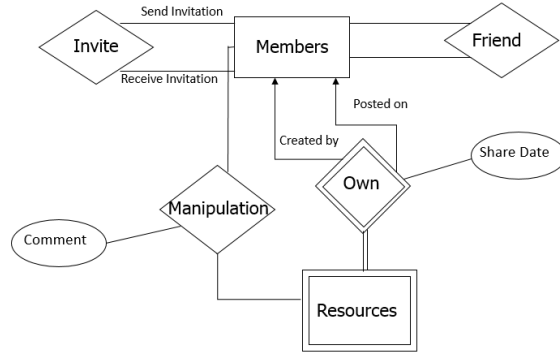 Send Invitation
Invite
Members
Friend
Receive Invitation
Posted on
Created by
Share Date
Own
Manipulation
Comment
Resources